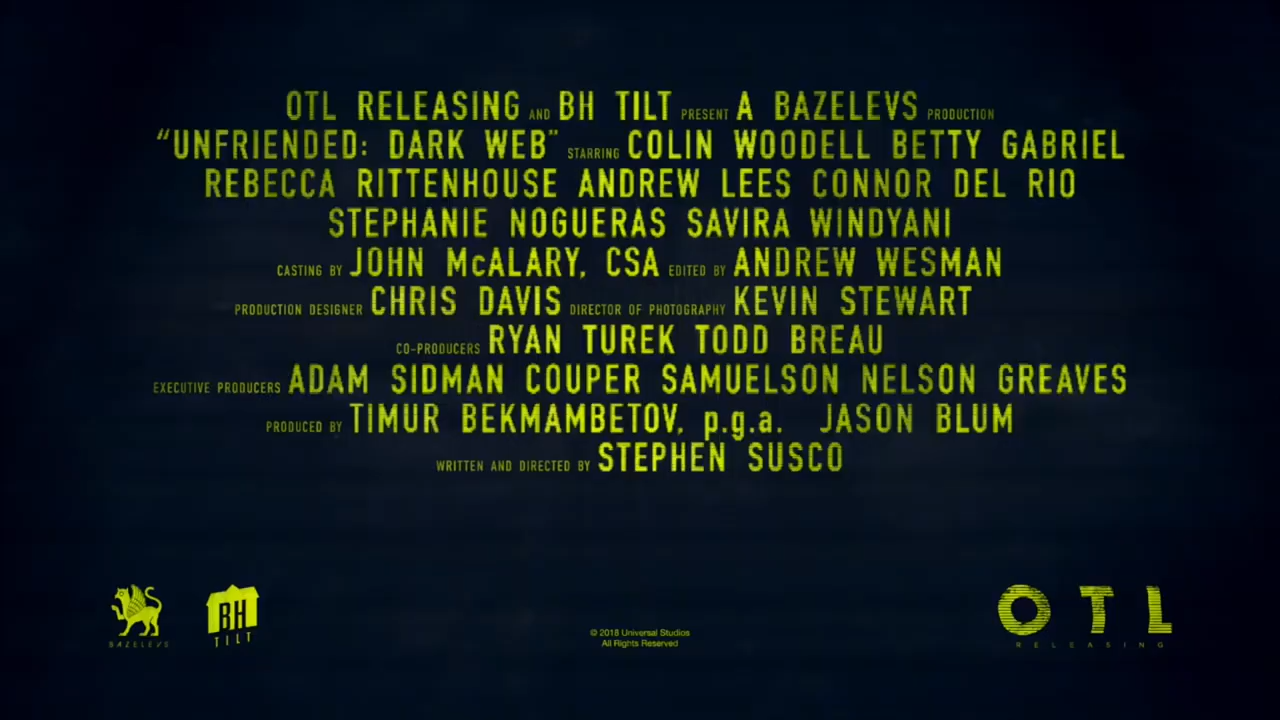 OTL RELEASING AND BH TILT PRESENT A BAZELEVS PRODUCTION
“UNFRIENDED: DARK WEB” STARRING COLIN WOODELL BETTY GABRIEL
REBECCA RITTENHOUSE ANDREW LEES CONNOR DEL RIO
STEPHANIE NOGUERAS SAVIRA WINDYANI
CASTING BY JOHN McALARY, CSA EDITED BY ANDREW WESMAN
PRODUCTION DESIGNER CHRIS DAVIS DIRECTOR OF PHOTOGRAPHY KEVIN STEWART
CO-PRODUCERS RYAN TUREK TODD BREAU
EXECUTIVE PRODUCERS ADAM SIDMAN COUPER SAMUELSON NELSON GREAVES
PRODUCED BY TIMUR BEKMAMBETOV, p.g.a. JASON BLUM
WRITTEN AND DIRECTED BY STEPHEN SUSCO
BAZELEVS
BH
TILT
© 2018 Universal Studios
All Rights Reserved
OTL
RELEASING